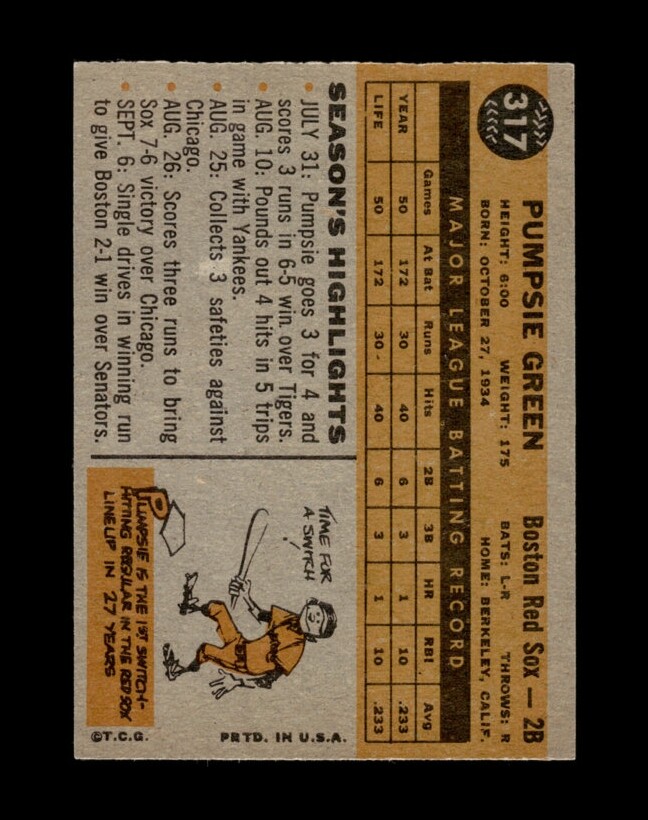 317
PUMPSIE GREEN Boston Red Sox — 2B
HEIGHT: 6:00 WEIGHT: 175 BATS: L-R THROWS: R
BORN: OCTOBER 27, 1934 HOME: BERKELEY, CALIF.
MAJOR LEAGUE BATTING RECORD
Games At Bat Runs Hits 2B 3B HR RBI Avg
YEAR 50 172 30 40 6 3 1 10 .233
LIFE 50 172 30 40 6 3 1 10 .233
SEASON'S HIGHLIGHTS
• JULY 31: Pumpsie goes 3 for 4 and
scores 3 runs in 6-5 win over Tigers.
• AUG. 10: Pounds out 4 hits in 5 trips
in game with Yankees.
• AUG. 25: Collects 3 safeties against
Chicago.
• AUG. 26: Scores three runs to bring
Sox 7-6 victory over Chicago.
• SEPT. 6: Single drives in winning run
to give Boston 2-1 win over Senators.
TIME FOR
A SWITCH!
PUMPSIE IS THE 1ST SWITCH-
HITTING REGULAR IN THE RED SOX
LINEUP IN 27 YEARS
©T.C.G. PRTD. IN U.S.A.